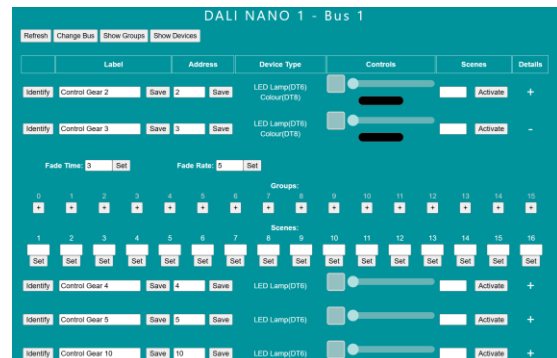 DALI NANO 1 - Bus 1
Refresh Change Bus Show Groups Show Devices
Label Address Device Type Controls Scenes Details
Identify Control Gear 2 Save 2 Save LED Lamp(DT6) Activate +
Colour(DT8)
Identify Control Gear 3 Save 3 Save LED Lamp(DT6) Activate -
Colour(DT8)
Fade Time: 3 Set Fade Rate: 5 Set
Groups:
0 1 2 3 4 5 6 7 8 9 10 11 12 13 14 15
+ + + + + + + + + + + + + + + +
Scenes:
1 2 3 4 5 6 7 8 9 10 11 12 13 14 15 16
Set Set Set Set Set Set Set Set Set Set Set Set Set Set Set Set
Identify Control Gear 4 Save 4 Save LED Lamp(DT6) Activate +
Identify Control Gear 5 Save 5 Save LED Lamp(DT6) Activate +
Identify Control Gear 10 Save 10 Save LED Lamp(DT6) Activate +